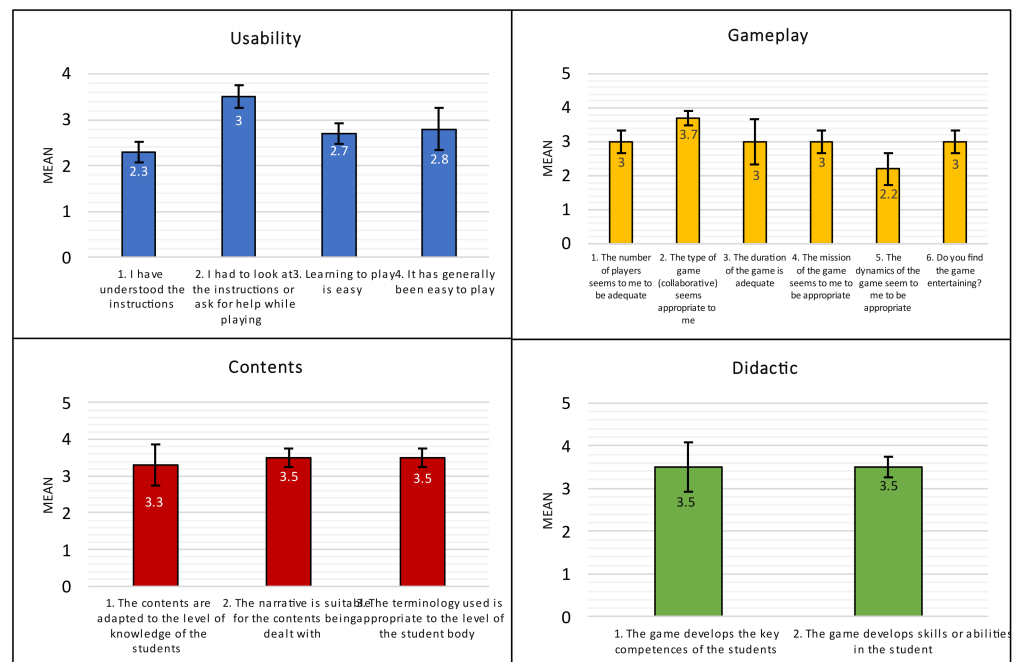 Usability
4
3
2
1
0
MEAN
2.3
3
2.7
2.8
1. I have
understood the
instructions
2. I had to look at
the instructions or
ask for help while
playing
3. Learning to play
is easy
4. It has generally
been easy to play
Gameplay
5
4
3
2
1
0
MEAN
3
3.7
3
3
2.2
3
1. The number
of players
seems to me to
be adequate
2. The type of
game
(collaborative)
seems
appropriate to
me
3. The duration
of the game is
adequate
4. The mission
of the game
seems to me to
be appropriate
5. The
dynamics of the
game seem to
me to be
appropriate
6. Do you find
the game
entertaining?
Contents
5
4
3
2
1
0
MEAN
3.3
3.5
3.5
1. The contents are
adapted to the level of
knowledge of the
students
2. The narrative is suitable
for the contents being
dealt with
3. The terminology used is
appropriate to the level of
the student body
Didactic
5
4
3
2
1
0
MEAN
3.5
3.5
1. The game develops the key
competences of the students
2. The game develops skills or abilities
in the student